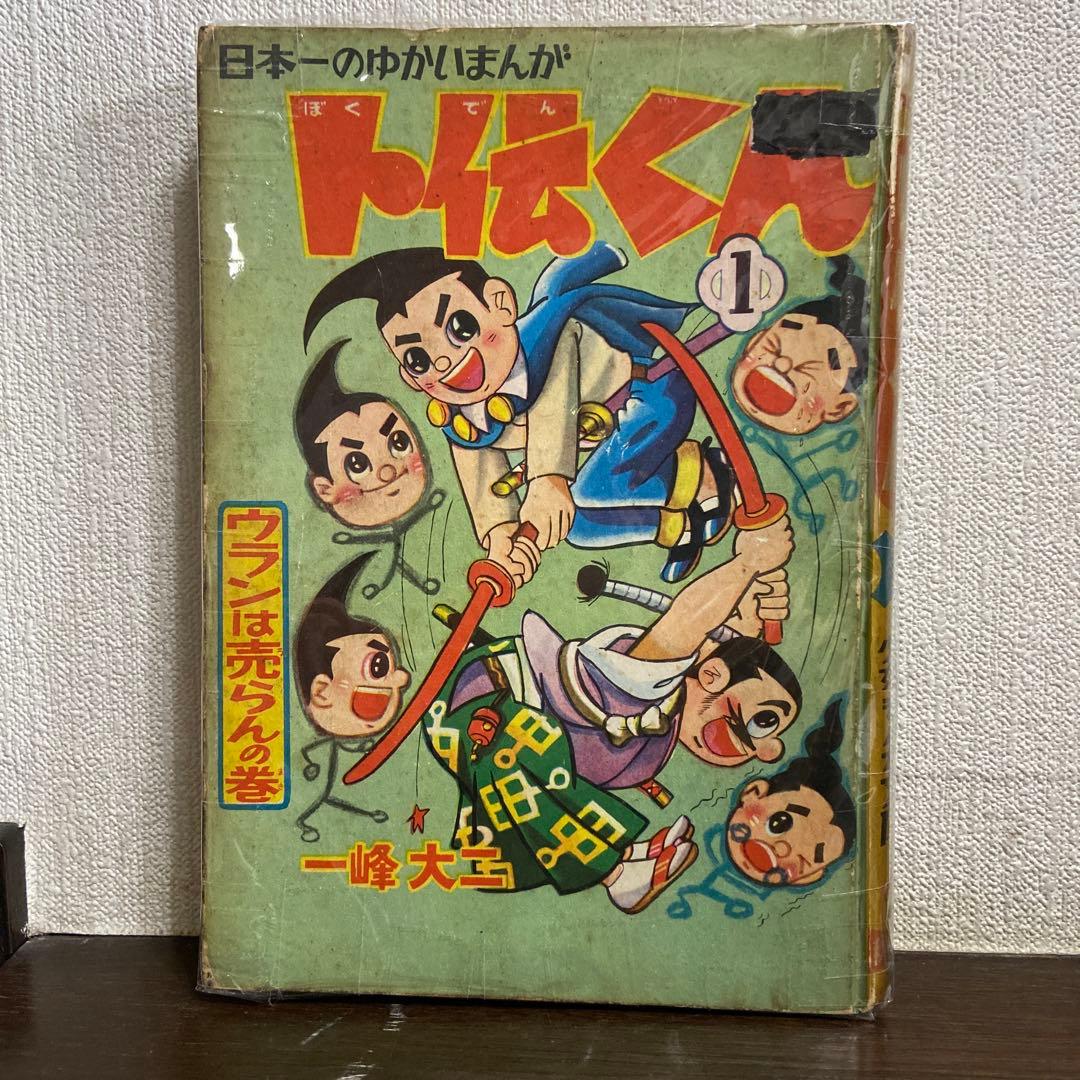 日本一のゆかいまんが
ぼくでん
卜伝くん
1
ウランは売らんの巻
一峰大二